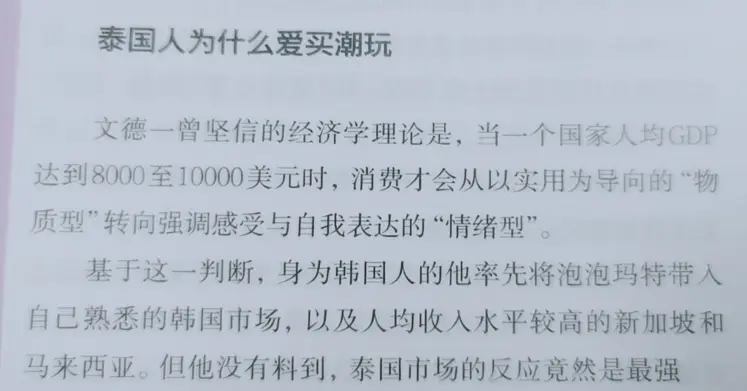 泰国人为什么爱买潮玩
文德一曾坚信的经济学理论是，当一个国家人均GDP
达到8000至10000美元时，消费才会从以实用为导向的“物
质型”转向强调感受与自我表达的“情绪型”。
基于这一判断，身为韩国人的他率先将泡泡玛特带入
自己熟悉的韩国市场，以及人均收入水平较高的新加坡和
马来西亚。但他没有料到，泰国市场的反应竟然是最强